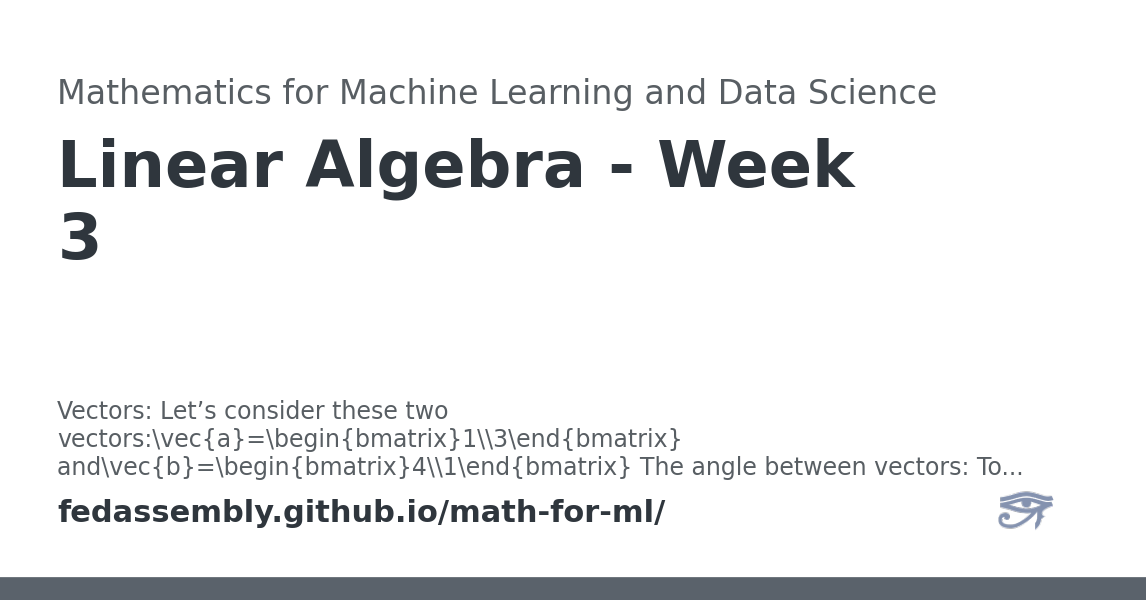 Mathematics for Machine Learning and Data Science
Linear Algebra - Week
3
Vectors: Let’s consider these two
vectors:\vec{a}=\begin{bmatrix}1\\3\end{bmatrix}
and\vec{b}=\begin{bmatrix}4\\1\end{bmatrix} The angle between vectors: To...
fedassembly.github.io/math-for-ml/